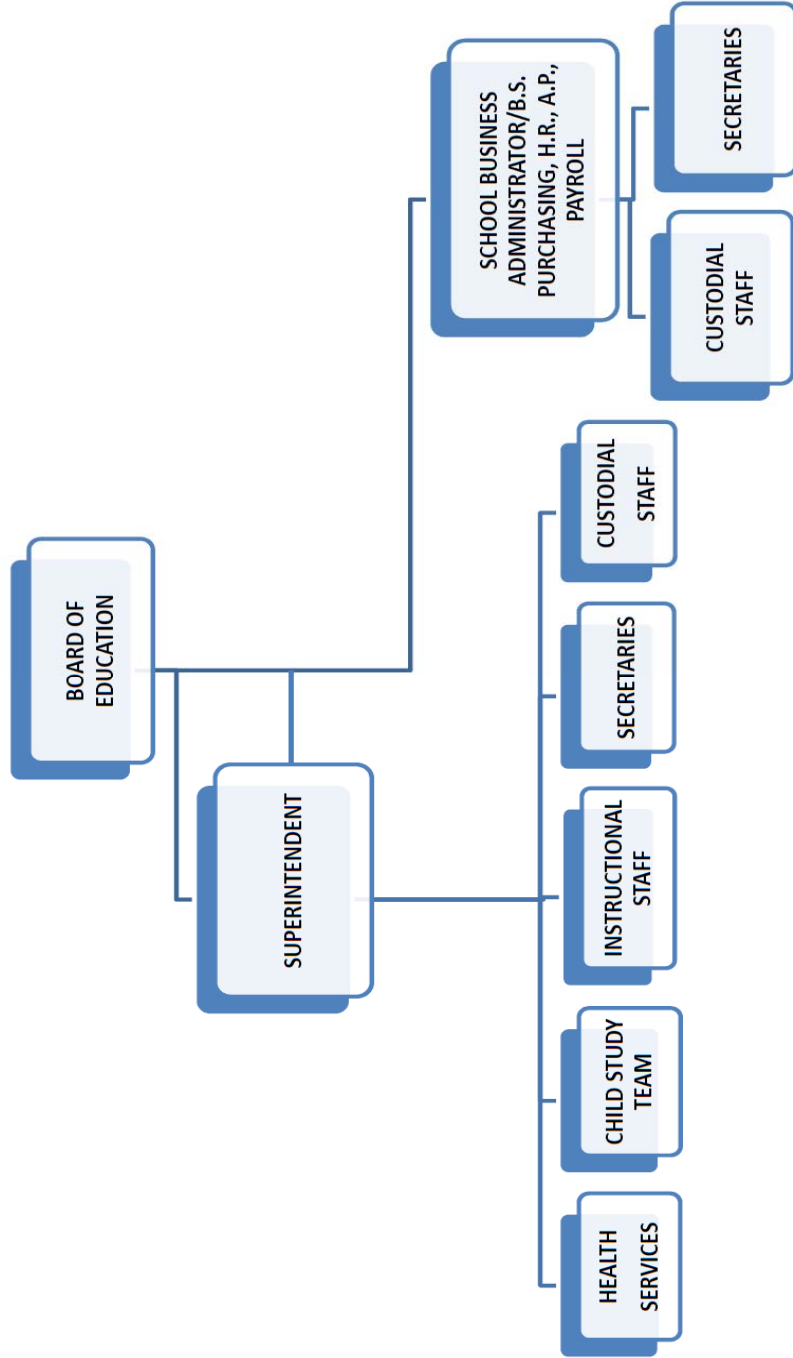 BOARD OF
EDUCATION
SUPERINTENDENT
SCHOOL BUSINESS
ADMINISTRATOR/B.S.
PURCHASING, H.R., A.P.,
PAYROLL
HEALTH
SERVICES
CHILD STUDY
TEAM
INSTRUCTIONAL
STAFF
SECRETARIES
CUSTODIAL
STAFF
CUSTODIAL
STAFF
SECRETARIES